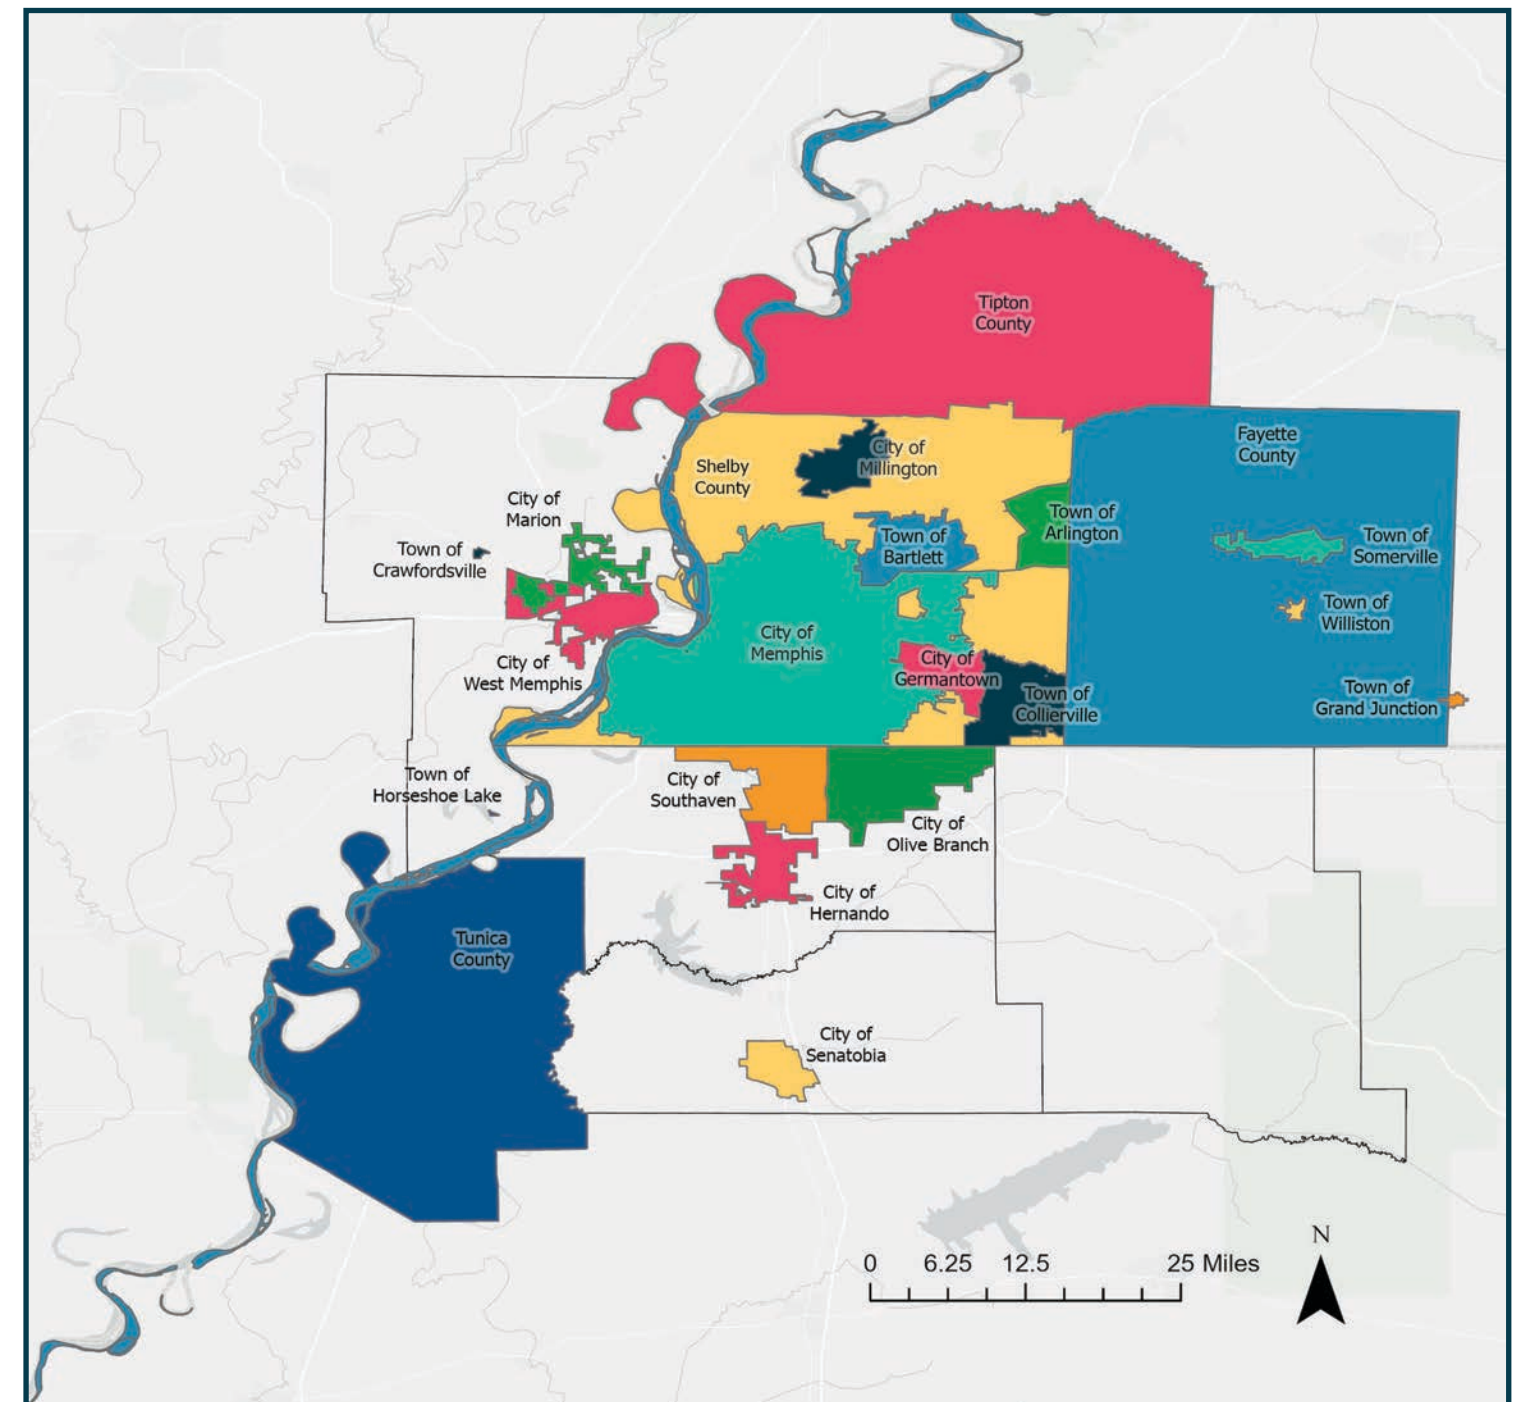 Tipton
County
Fayette
County
City of
Millington
Shelby
County
City of
Marion
Town of
Arlington
Town of
Bartlett
Town of
Somerville
Town of
Crawfordsville
Town of
Williston
City of
Memphis
City of
West Memphis
City of
Germantown
Town of
Collierville
Town of
Grand Junction
Town of
Horseshoe Lake
City of
Southaven
City of
Olive Branch
City of
Hernando
Tunica
County
City of
Senatobia
N
0 6.25 12.5 25 Miles